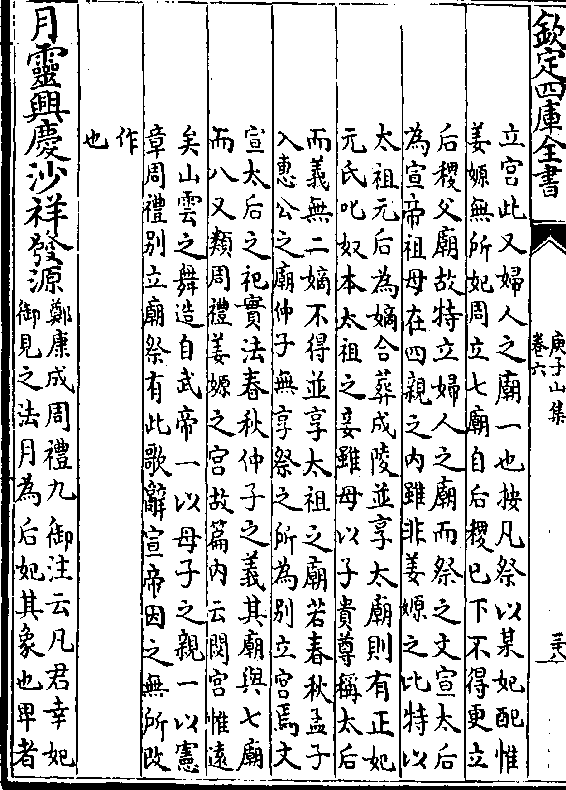 欽定四庫全書
庾子山集
卷六
立宫此又婦人之廟一也按凡祭以某妃配惟
姜嫄無所妃周立七廟自后稷已下不得更立
后稷父廟故特立婦人之廟而祭之文宣太后
為宣帝祖母在四親之内雖非姜嫄之比特以
太祖元后為嫡合葬成陵並享太廟則有正妃
元氏叱奴本太祖之妾雖母以子貴尊稱太后
而義無二嫡不得並享太祖之廟若春秋孟子
入惠公之廟仲子無享祭之所為别立宫焉文
宣太后之祀實法春秋仲子之義其廟與七廟
而八又類周禮姜嫄之宫故篇内云閟宫惟遠
矣山雲之舞造自武帝一以母子之親一以憲
章周禮别立廟祭有此歌辭宣帝因之無所改
作
也
月靈興慶沙祥發源
鄭康成周禮九御注云凡君幸妃
御見之法月為后妃其象也卑者